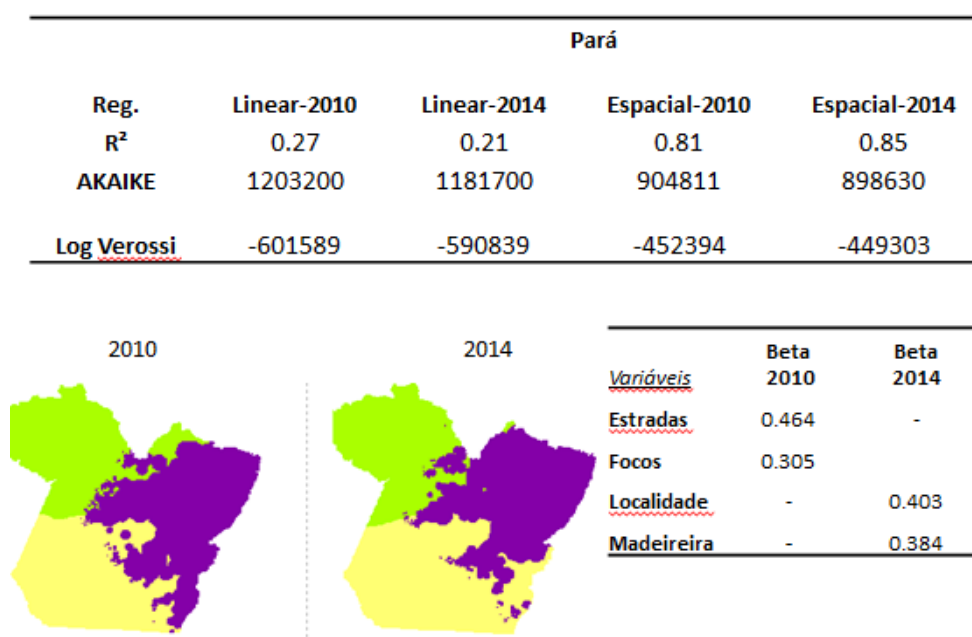 Pará
Reg. Linear-2010 Linear-2014 Espacial-2010 Espacial-2014
R² 0.27 0.21 0.81 0.85
AKAIKE 1203200 1181700 904811 898630
Log Verossi -601589 -590839 -452394 -449303
2010 2014
Variáveis Beta 2010 Beta 2014
Estradas 0.464 -
Focos 0.305
Localidade - 0.403
Madeireira - 0.384